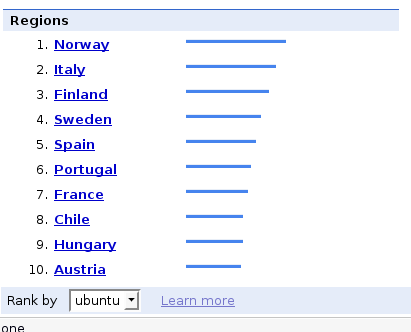 Regions
1. Norway
2. Italy
3. Finland
4. Sweden
5. Spain
6. Portugal
7. France
8. Chile
9. Hungary
10. Austria
Rank by ubuntu Learn more
one